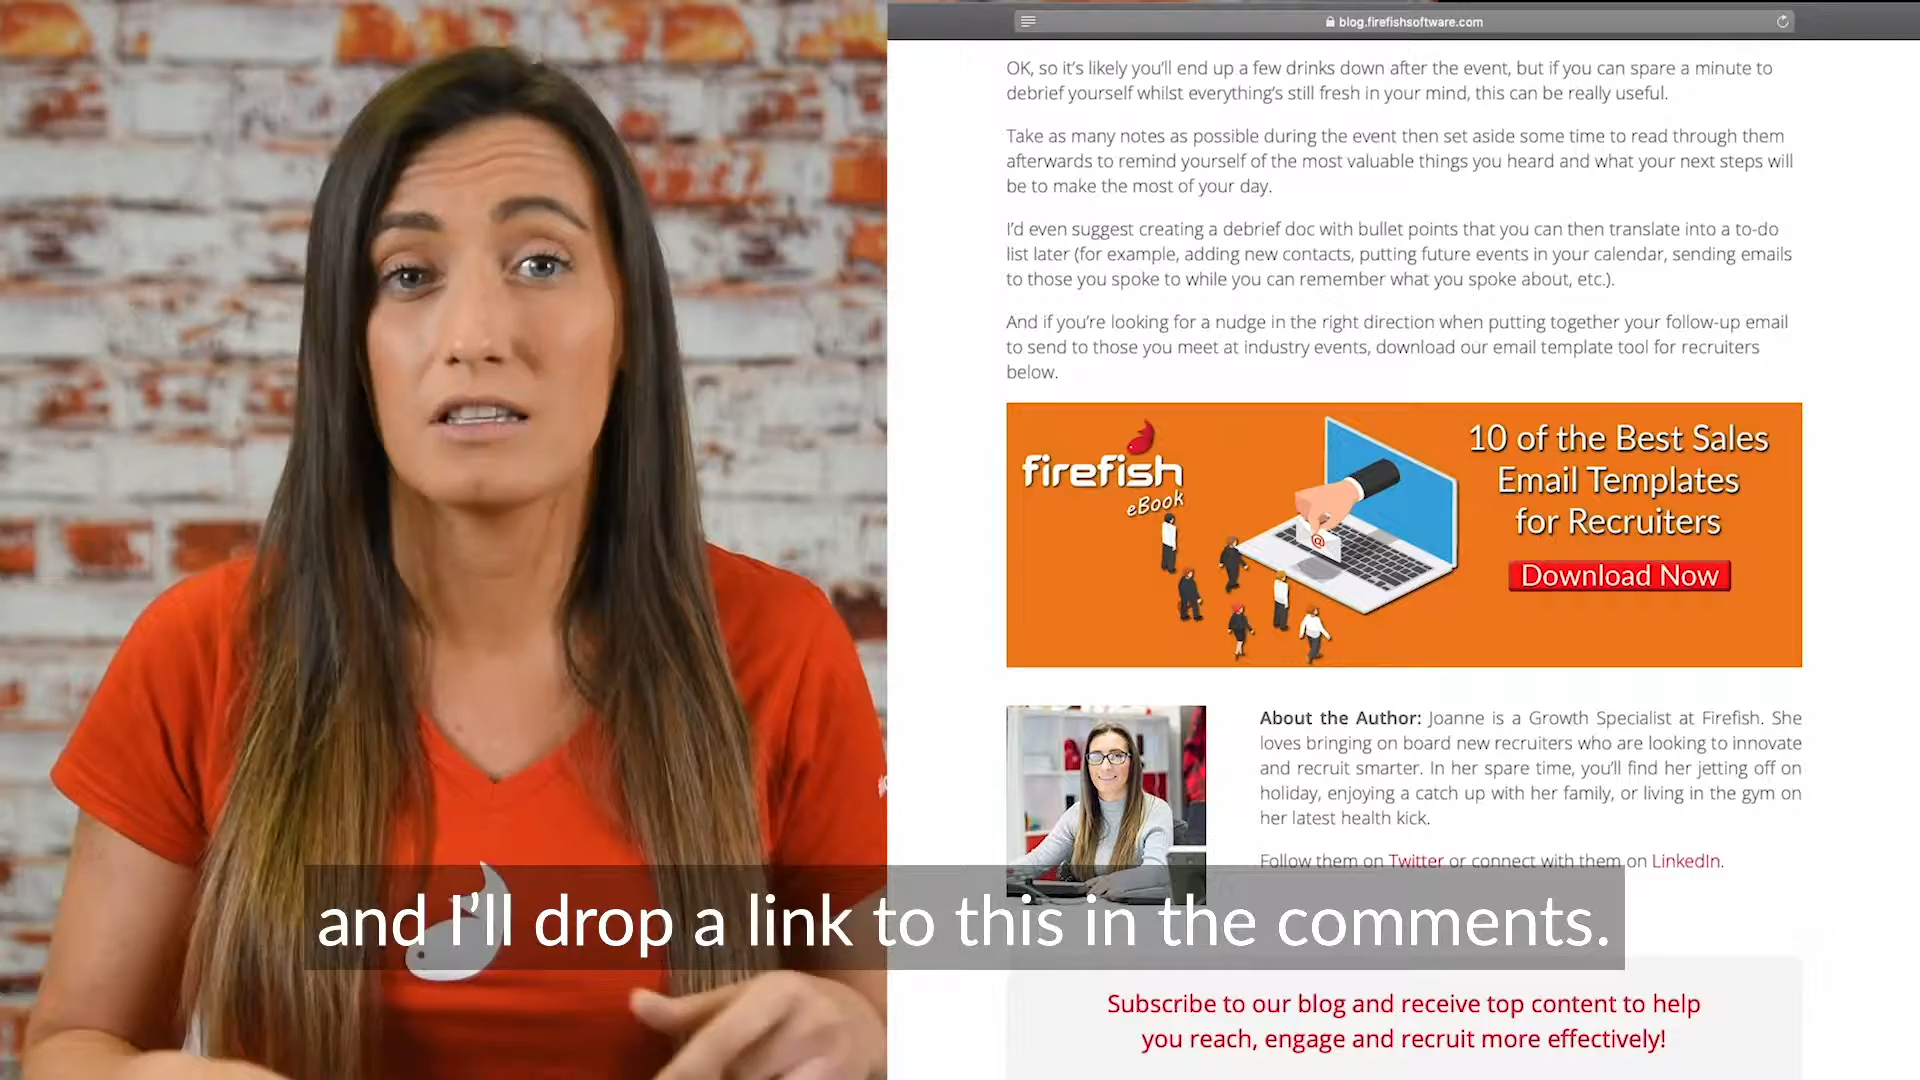 blog.firefishsoftware.com
OK, so it's likely you'll end up a few drinks down after the event, but if you can spare a minute to
debrief yourself whilst everything's still fresh in your mind, this can be really useful.
Take as many notes as possible during the event then set aside some time to read through them
afterwards to remind yourself of the most valuable things you heard and what your next steps will
be to make the most of your day.
I'd even suggest creating a debrief doc with bullet points that you can then translate into a to-do
list later (for example, adding new contacts, putting future events in your calendar, sending emails
to those you spoke to while you can remember what you spoke about, etc.).
And if you're looking for a nudge in the right direction when putting together your follow-up email
to send to those you meet at industry events, download our email template tool for recruiters
below.
firefish
eBook
10 of the Best Sales
Email Templates
for Recruiters
Download Now
@
About the Author: Joanne is a Growth Specialist at Firefish. She
loves bringing on board new recruiters who are looking to innovate
and recruit smarter. In her spare time, you'll find her jetting off on
holiday, enjoying a catch up with her family, or living in the gym on
her latest health kick.
Follow them on Twitter or connect with them on LinkedIn.
and I'll drop a link to this in the comments.
Subscribe to our blog and receive top content to help
you reach, engage and recruit more effectively!